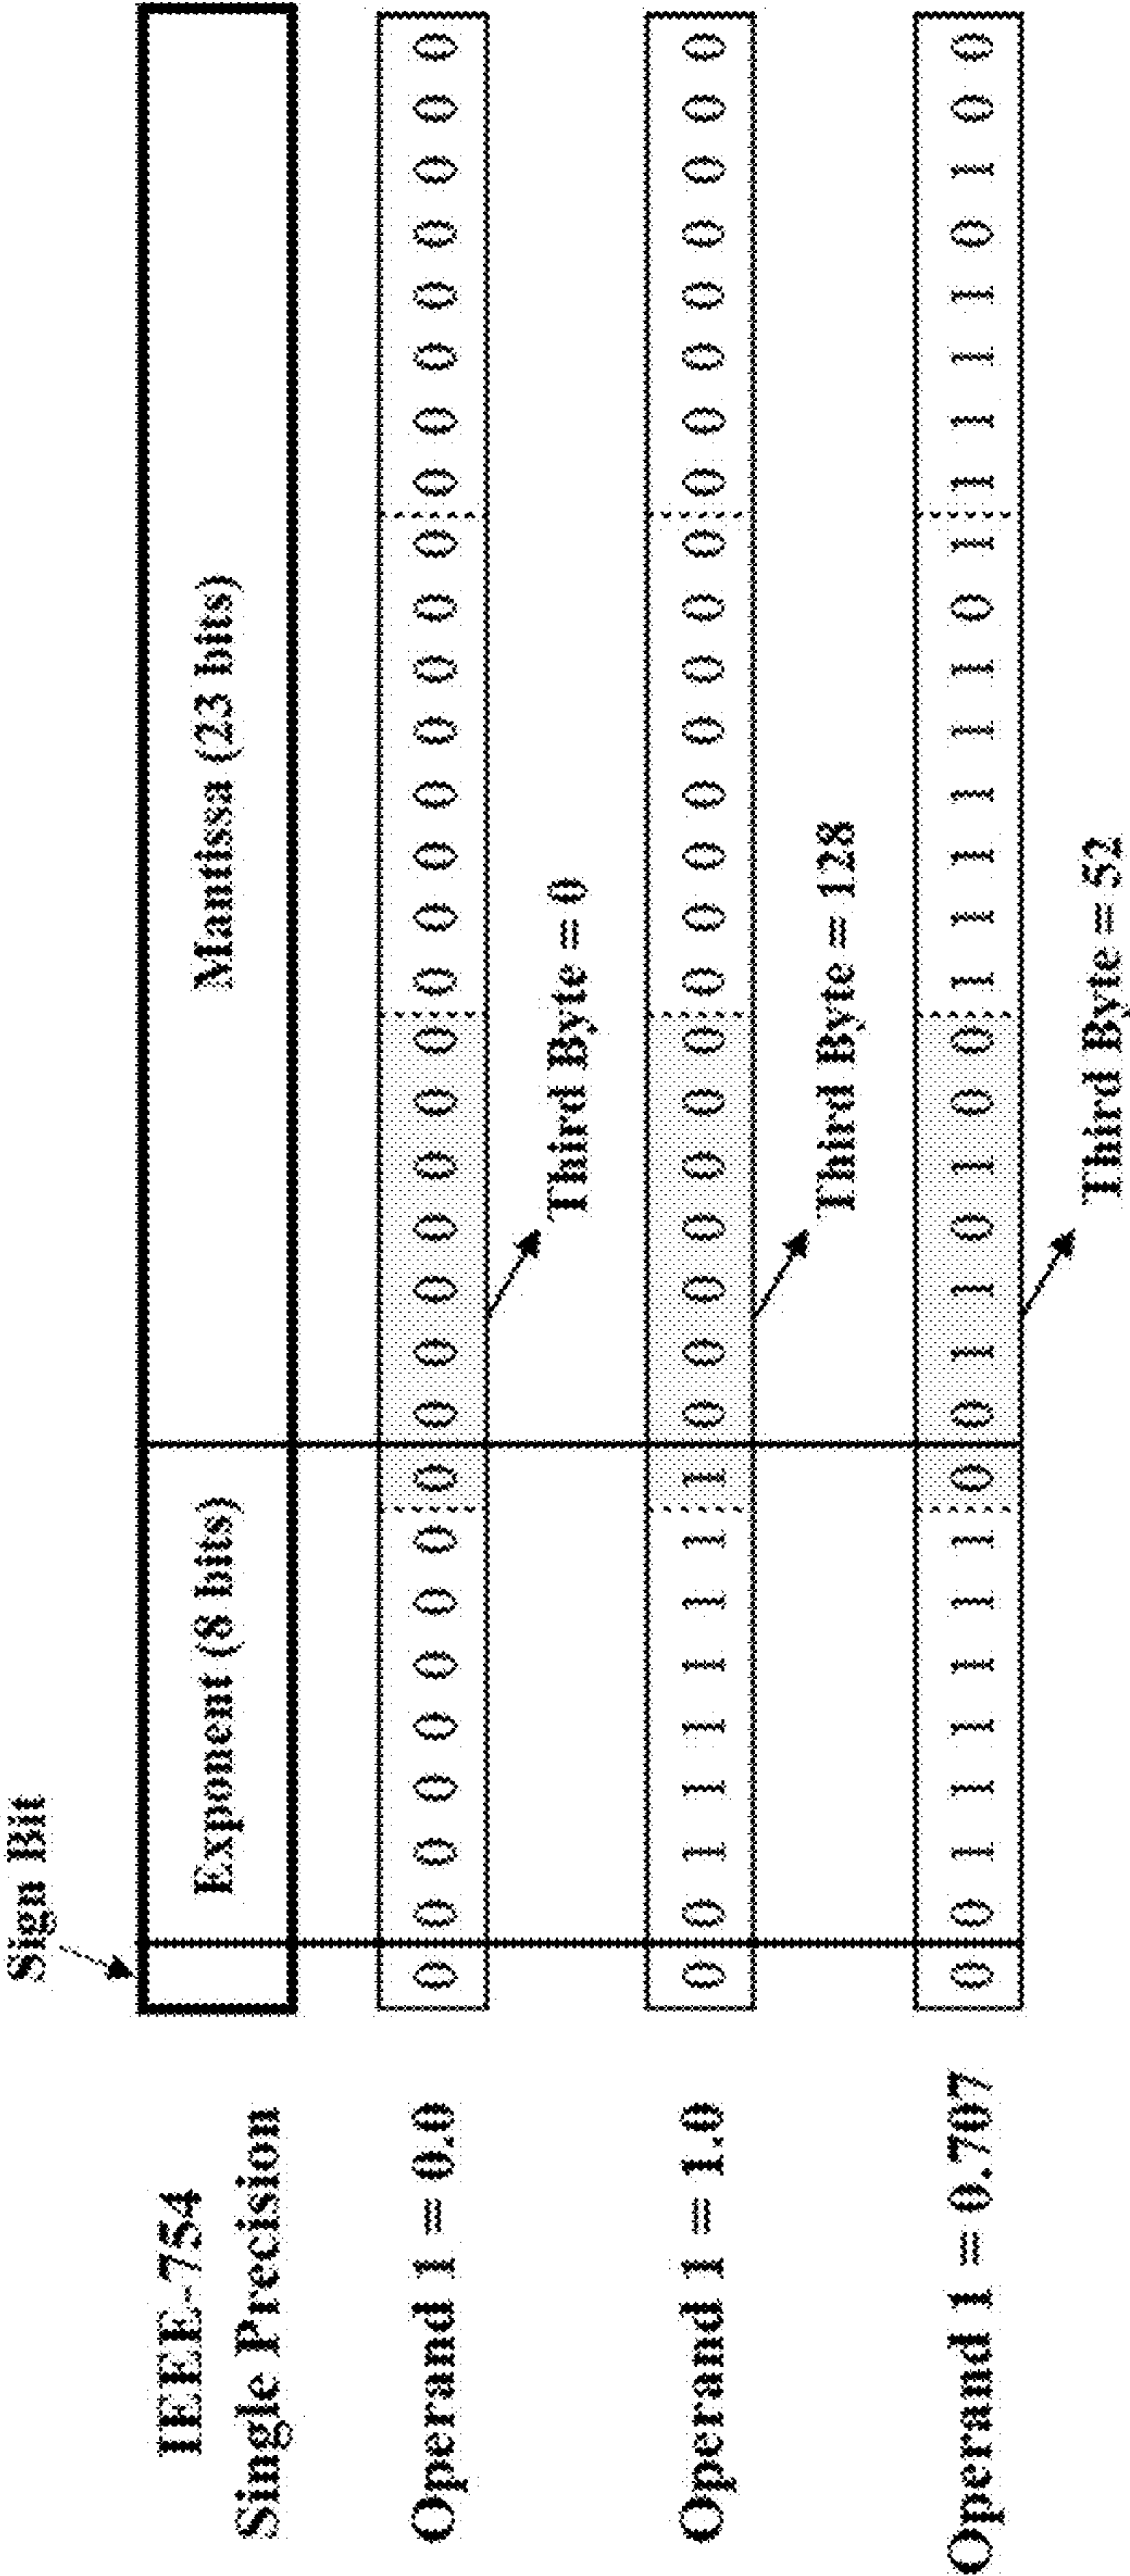 Sign Bit
IEEE-754
Single Precision
Exponent (8 bits) Mantissa (23 bits)
Operand 1 = 0.0 0 0 0 0 0 0 0 0 0 0 0 0 0 0 0 0 0 0 0 0 0 0 0 0 0 0 0 0 0 0 0 0
Third Byte = 0
Operand 1 = 1.0 0 0 1 1 1 1 1 1 1 0 0 0 0 0 0 0 0 0 0 0 0 0 0 0 0 0 0 0 0 0 0 0
Third Byte = 128
Operand 1 = 0.707 0 0 1 1 1 1 1 1 0 0 1 1 0 1 0 0 1 1 1 1 1 1 0 1 1 1 1 1 0 1 0 0
Third Byte = 52